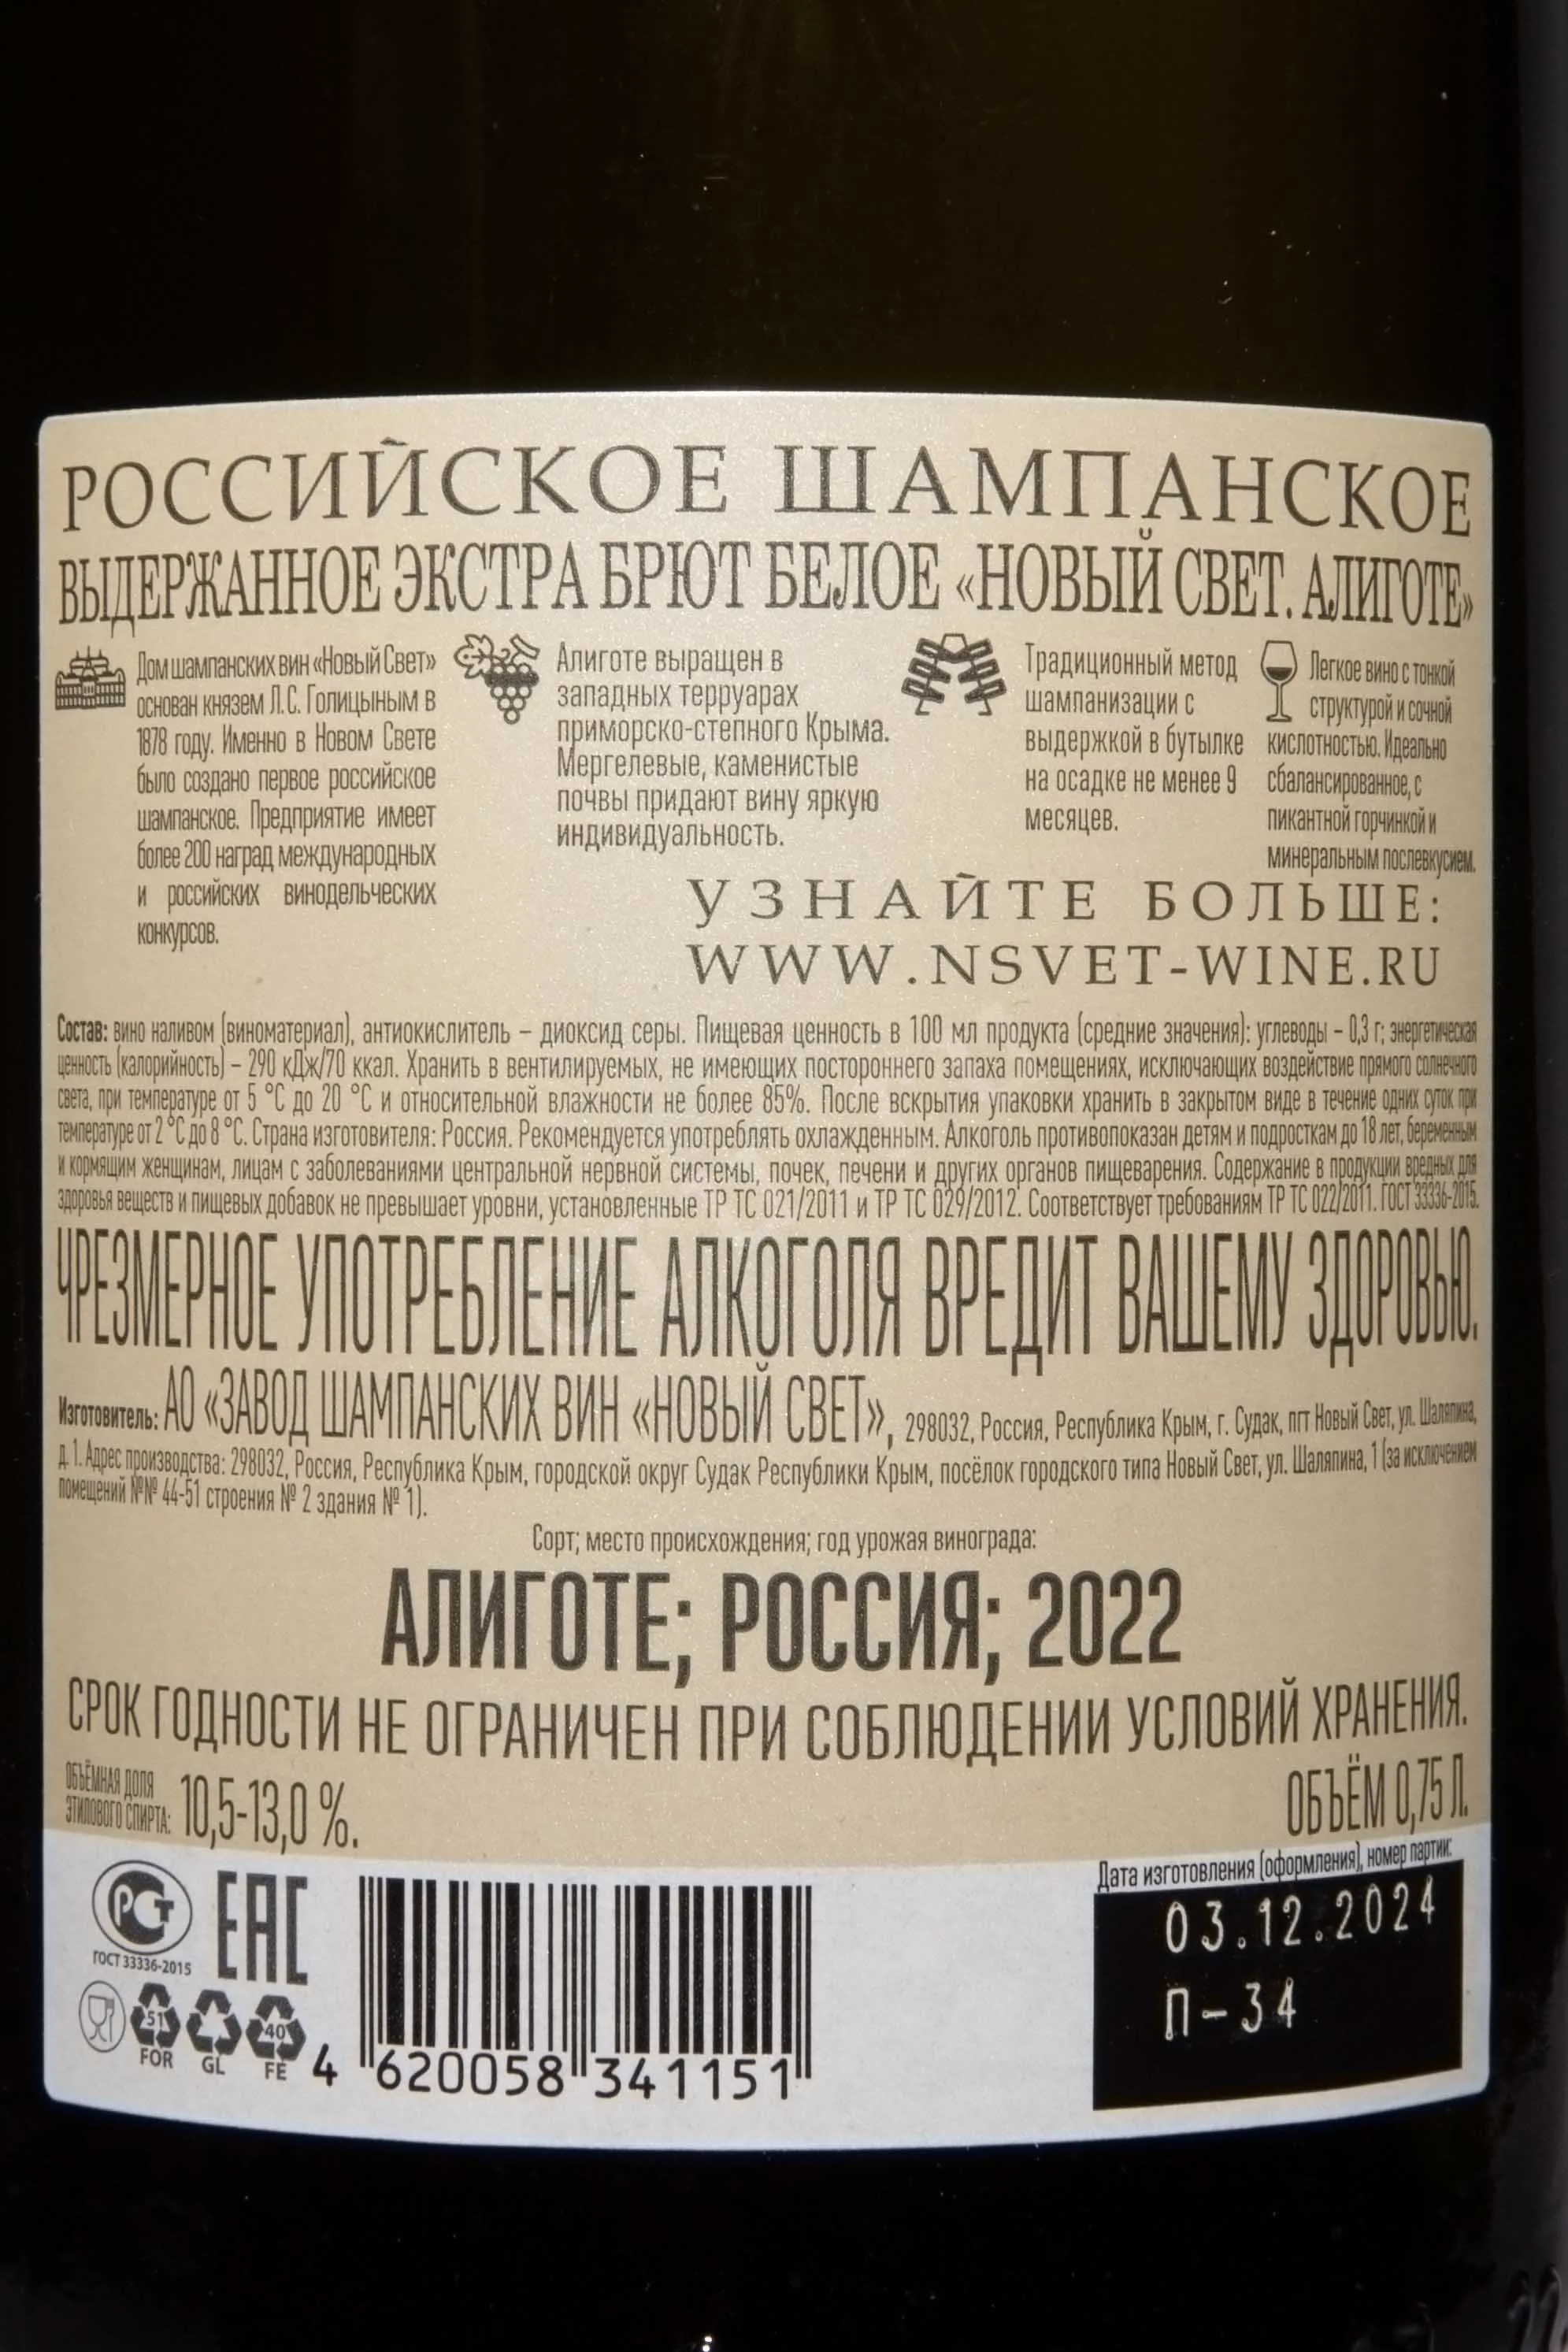 РОССИЙСКОЕ ШАМПАНСКОЕ
ВЫДЕРЖАННОЕ ЭКСТРА БРЮТ БЕЛОЕ «НОВЫЙ СВЕТ. АЛИГОТЕ»
Дом шампанских вин «Новый Свет»
основан князем Л.С. Голицыным в
1878 году. Именно в Новом Свете
было создано первое российское
шампанское. Предприятие имеет
более 200 наград международных
и российских винодельческих
конкурсов.
Алиготе выращен в
западных терруарах
приморско-степного Крыма.
Мергелевые, каменистые
почвы придают вину яркую
индивидуальность.
Традиционный метод
шампанизации с
выдержкой в бутылке
на осадке не менее 9
месяцев.
Легкое вино с тонкой
структурой и сочной
кислотностью. Идеально
сбалансированное, с
пикантной горчинкой и
минеральным послевкусием.
УЗНАЙТЕ БОЛЬШЕ:
WWW.NSVET-WINE.RU
Состав: вино наливом (виноматериал), антиокислитель – диоксид серы. Пищевая ценность в 100 мл продукта (средние значения): углеводы – 0,3 г; энергетическая
ценность (калорийность) – 290 кДж/70 ккал. Хранить в вентилируемых, не имеющих постороннего запаха помещениях, исключающих воздействие прямого солнечного
света, при температуре от 5 °С до 20 °С и относительной влажности не более 85%. После вскрытия упаковки хранить в закрытом виде в течение одних суток при
температуре от 2 °С до 8 °С. Страна изготовителя: Россия. Рекомендуется употреблять охлажденным. Алкоголь противопоказан детям и подросткам до 18 лет, беременным
и кормящим женщинам, лицам с заболеваниями центральной нервной системы, почек, печени и других органов пищеварения. Содержание в продукции вредных для
здоровья веществ и пищевых добавок не превышает уровни, установленные ТР ТС 021/2011 и ТР ТС 029/2012. Соответствует требованиям ТР ТС 022/2011. ГОСТ 33336-2015.
ЧРЕЗМЕРНОЕ УПОТРЕБЛЕНИЕ АЛКОГОЛЯ ВРЕДИТ ВАШЕМУ ЗДОРОВЬЮ.
Изготовитель: АО «ЗАВОД ШАМПАНСКИХ ВИН «НОВЫЙ СВЕТ», 298032, Россия, Республика Крым, г. Судак, пгт Новый Свет, ул. Шаляпина,
д. 1. Адрес производства: 298032, Россия, Республика Крым, городской округ Судак Республики Крым, посёлок городского типа Новый Свет, ул. Шаляпина, 1 (за исключением
помещений №№ 44-51 строения № 2 здания № 1).
Сорт; место происхождения; год урожая винограда:
АЛИГОТЕ; РОССИЯ; 2022
СРОК ГОДНОСТИ НЕ ОГРАНИЧЕН ПРИ СОБЛЮДЕНИИ УСЛОВИЙ ХРАНЕНИЯ.
ОБЪЁМНАЯ ДОЛЯ
ЭТИЛОВОГО СПИРТА: 10,5-13,0 %.
ОБЪЁМ 0,75 Л.
Дата изготовления (оформления), номер партии:
03.12.2024
П-34
РСТ
ГОСТ 33336-2015
ЕАС
51
FOR
GL
40
FE
4 620058 341151